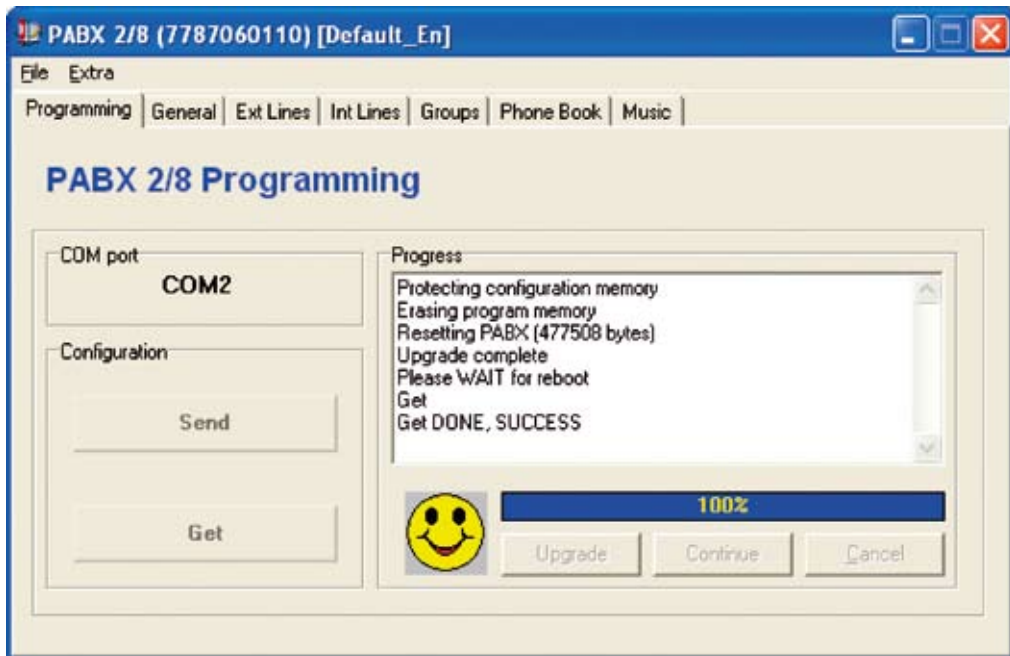 PABX 2/8 (7787060110) [Default_En]
File Extra
Programming General Ext Lines Int Lines Groups Phone Book Music
PABX 2/8 Programming
COM port
COM2
Configuration
Send
Get
Progress
Protecting configuration memory
Erasing program memory
Resetting PABX (477508 bytes)
Upgrade complete
Please WAIT for reboot
Get
Get DONE, SUCCESS
100%
Upgrade Continue Cancel